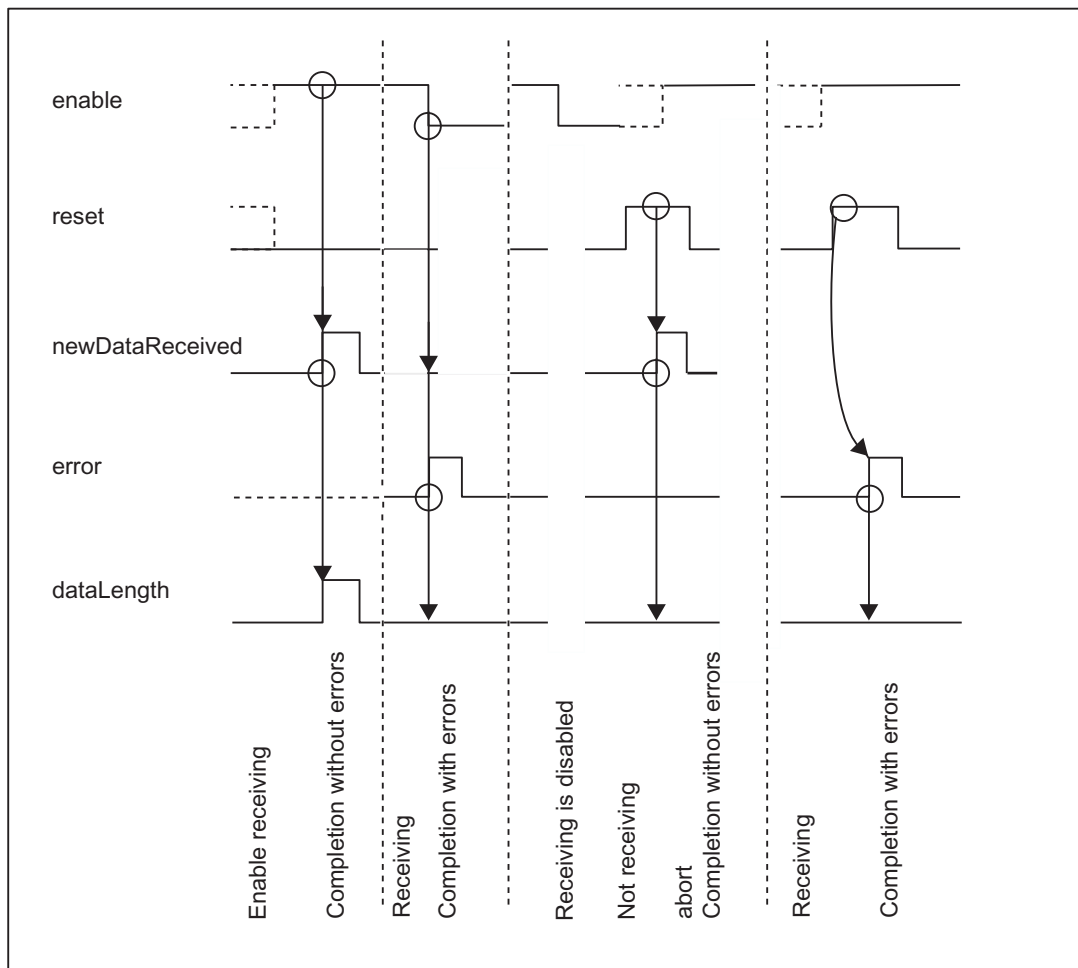 enable
reset
newDataReceived
error
dataLength
Enable receiving
Completion without errors
Receiving
Completion with errors
Receiving is disabled
Not receiving
abort
Completion without errors
Receiving
Completion with errors